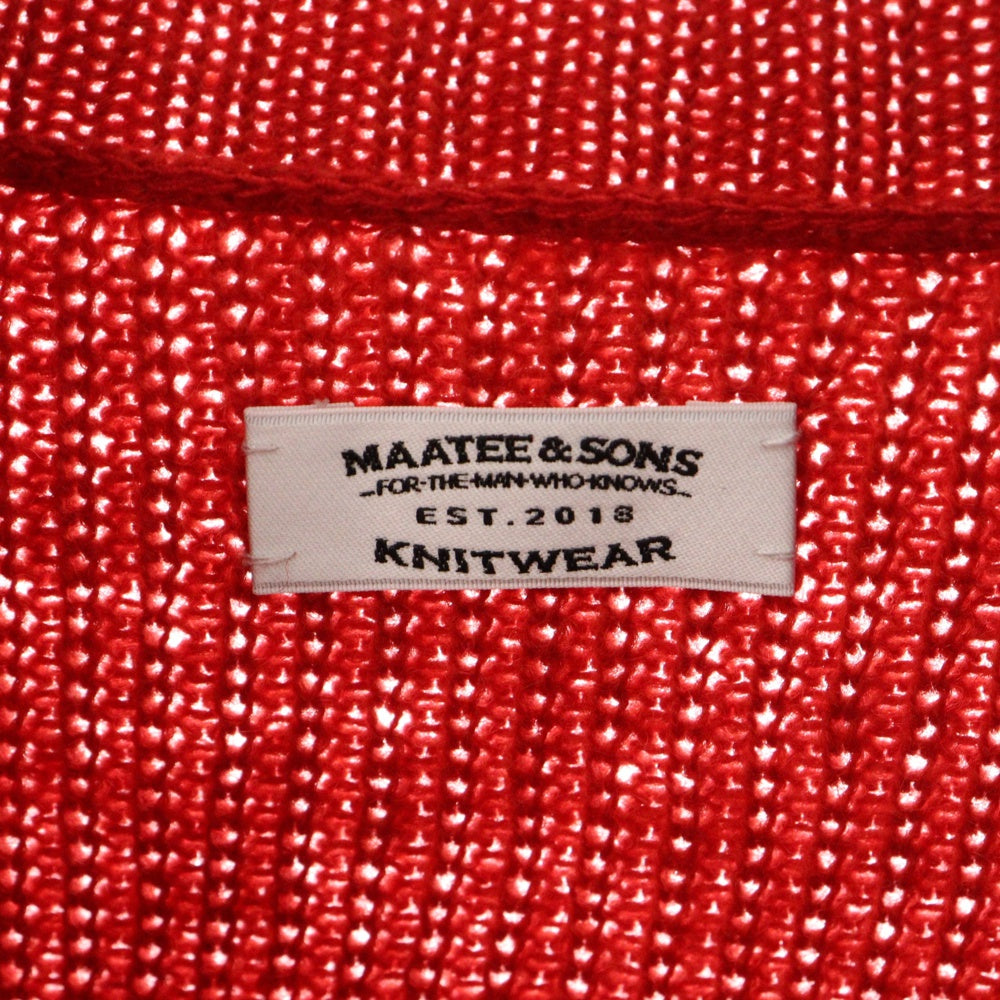 MAATEE & SONS
FOR-THE-MAN-WHO-KNOWS
EST. 2018
KNITWEAR